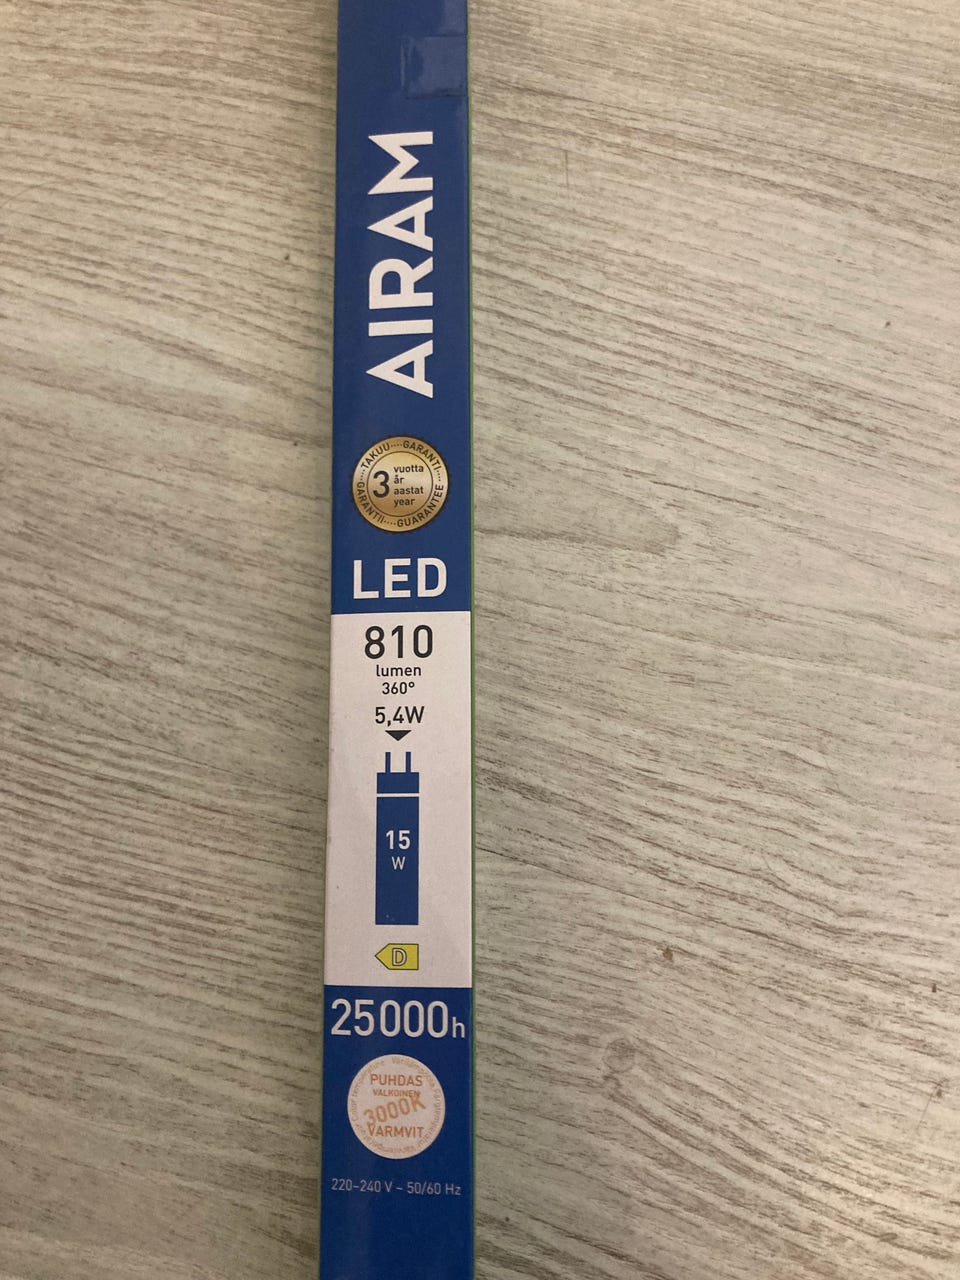 AIRAM
TAKUU····GARANTI····
GARANTII····GUARANTEE
3
vuotta
år
aastat
year
LED
810
lumen
360°
5,4W
15
W
D
25000h
PUHDAS
VALKOINEN
3000K
VARMVIT
220–240 V ~ 50/60 Hz